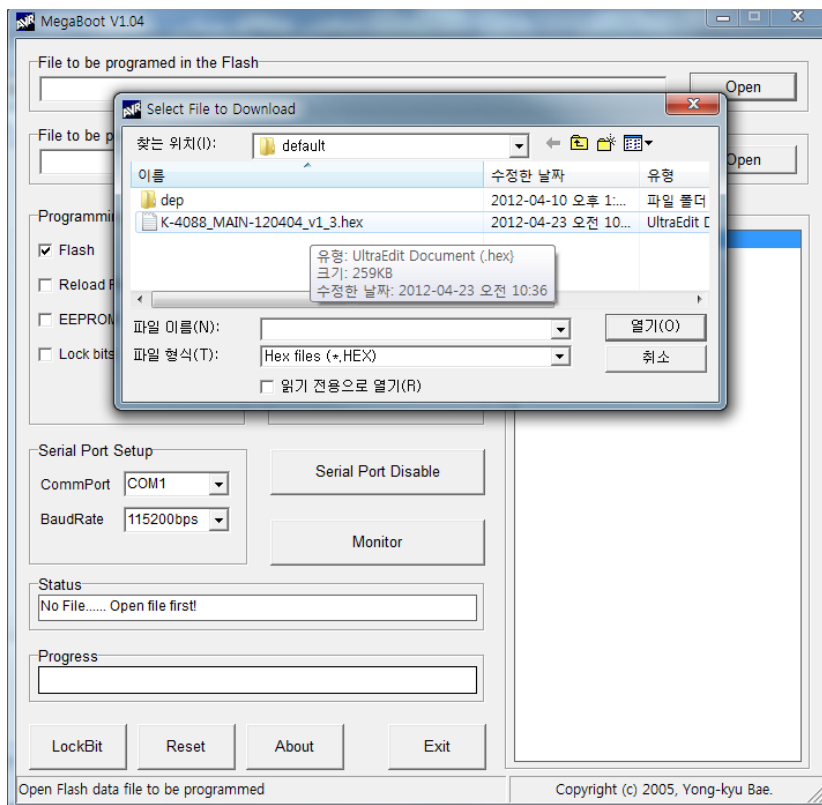 MegaBoot V1.04
File to be programed in the Flash
Open
Select File to Download
File to be p
찾는 위치(I):
default
Open
이름
수정한 날짜
유형
dep
2012-04-10 오후 1:...
파일 폴더
K-4088_MAIN-120404_v1_3.hex
2012-04-23 오전 10...
UltraEdit D
Programmi
Flash
유형: UltraEdit Document (.hex)
크기: 259KB
수정한 날짜: 2012-04-23 오전 10:36
Reload F
EEPROM
파일 이름(N):
열기(O)
Lock bits
파일 형식(T):
Hex files (*.HEX)
취소
읽기 전용으로 열기(R)
Serial Port Setup
CommPort
COM1
Serial Port Disable
BaudRate
115200bps
Monitor
Status
No File...... Open file first!
Progress
LockBit
Reset
About
Exit
Open Flash data file to be programmed
Copyright (c) 2005, Yong-kyu Bae.